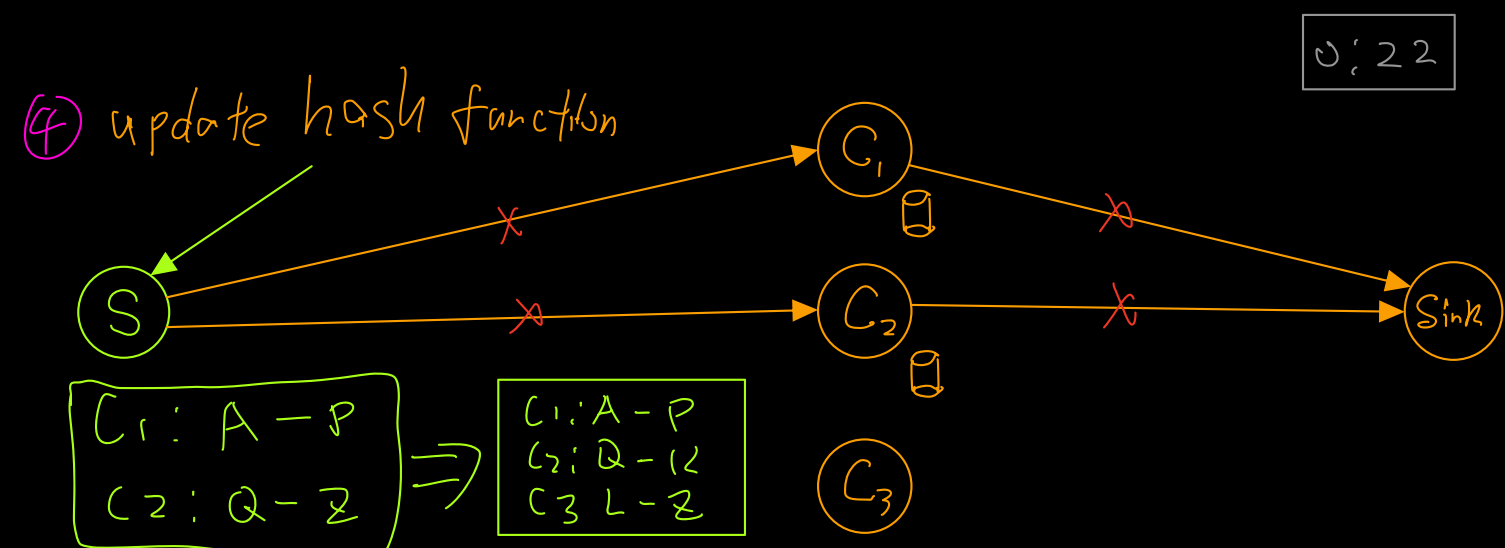 0:22
④ update hash function
C1
S
C2
Sink
C1: A - P
C2: Q - Z
C1: A - P
C2: Q - K
C3 L - Z
C3